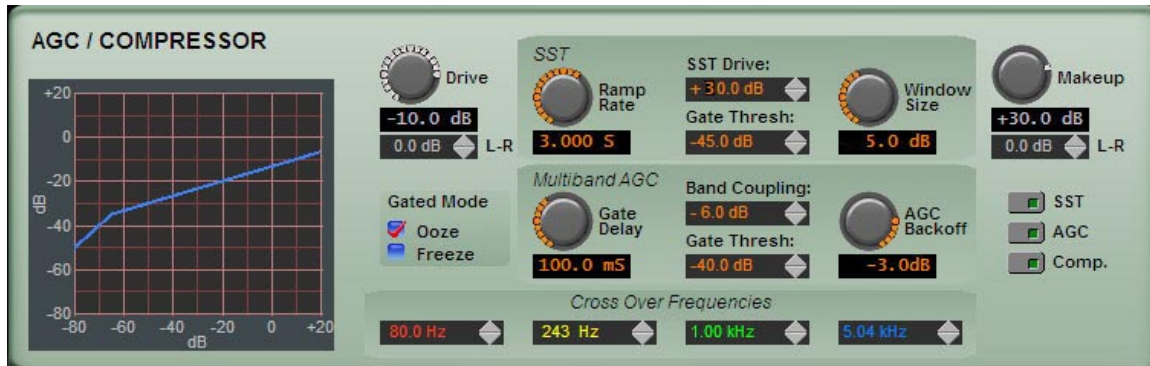 AGC / COMPRESSOR
+20
0
-20
-40
-60
-80
dB
-80 -60 -40 -20 0 +20
dB
Drive
-10.0 dB
0.0 dB L-R
Gated Mode
Ooze
Freeze
SST
Ramp
Rate
3.000 S
SST Drive:
+30.0 dB
Gate Thresh:
-45.0 dB
Window
Size
5.0 dB
Multiband AGC
Gate
Delay
100.0 mS
Band Coupling:
- 6.0 dB
Gate Thresh:
-40.0 dB
AGC
Backoff
-3.0dB
Cross Over Frequencies
80.0 Hz 243 Hz 1.00 kHz 5.04 kHz
Makeup
+30.0 dB
0.0 dB L-R
SST
AGC
Comp.